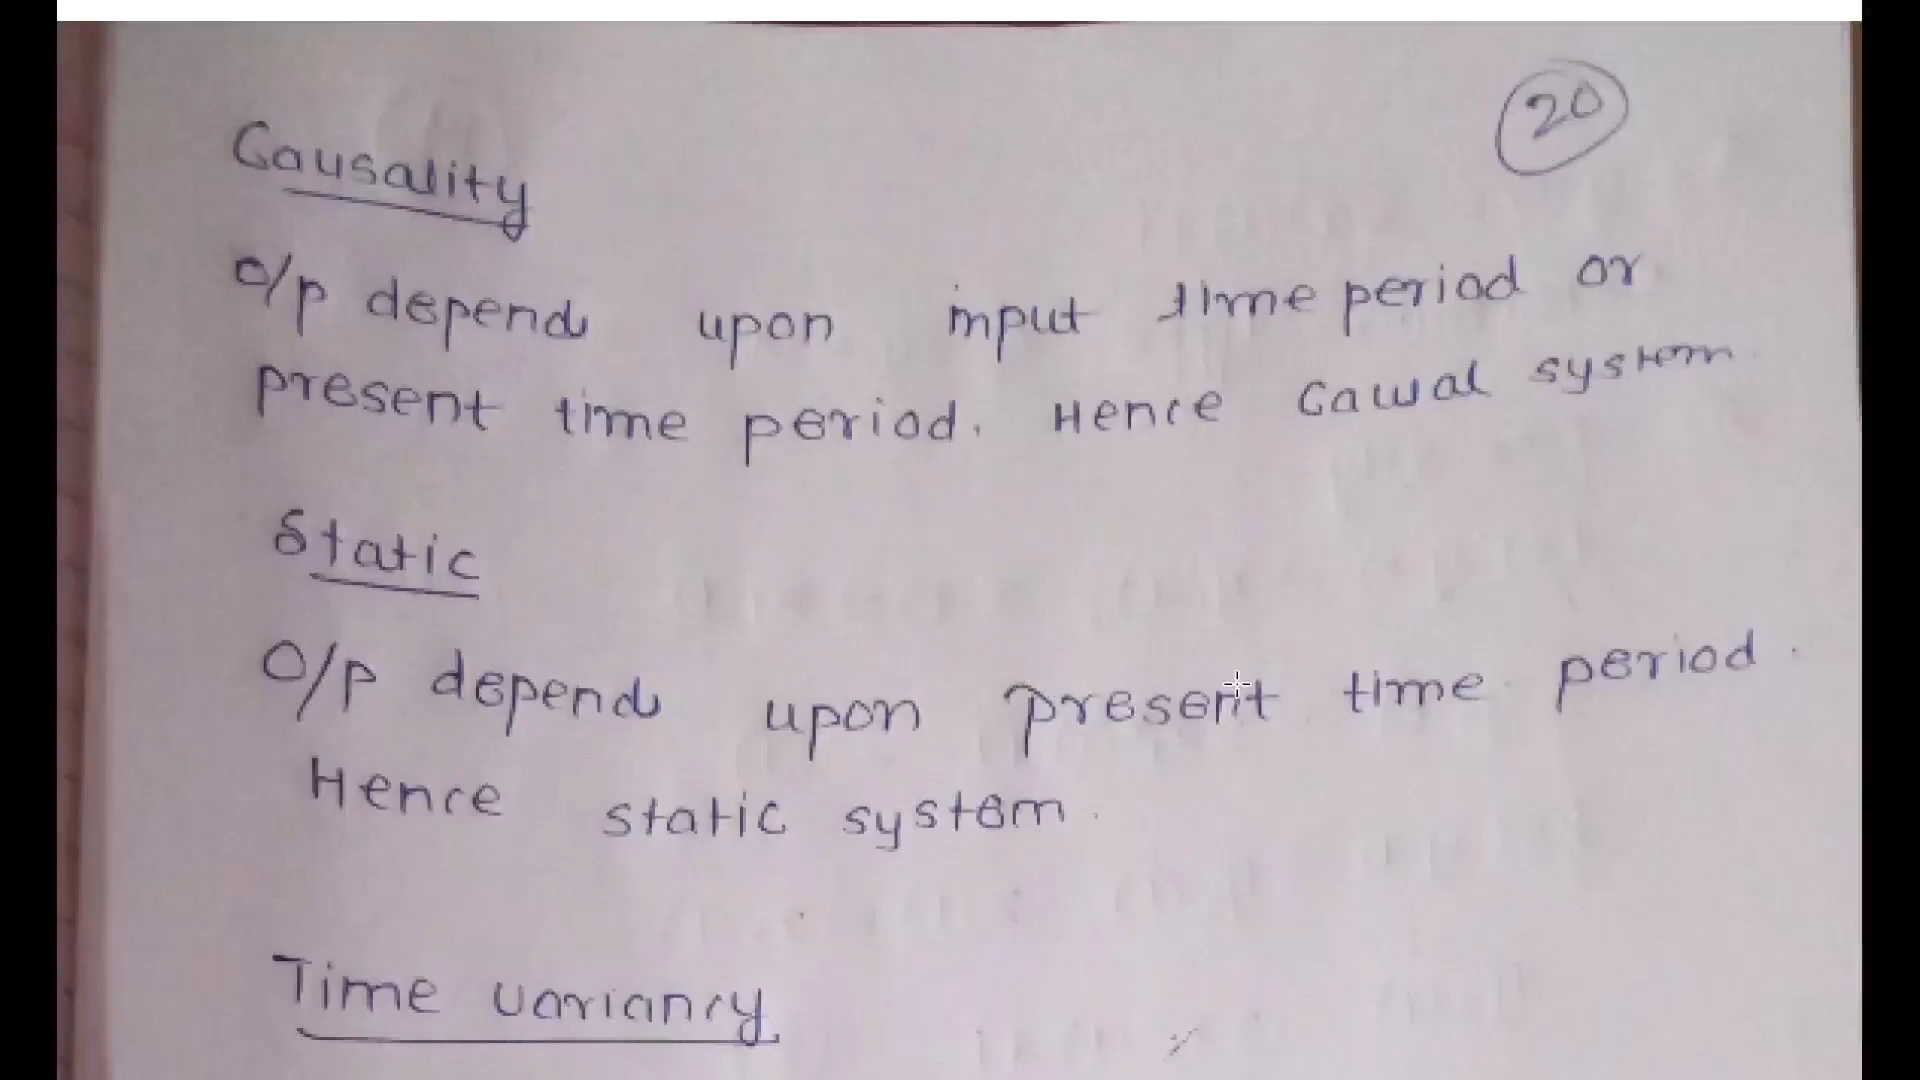 20
Causality
O/p depend upon input time period or
present time period. Hence Causal system
Static
O/p depend upon present time period.
Hence static system.
Time variancy